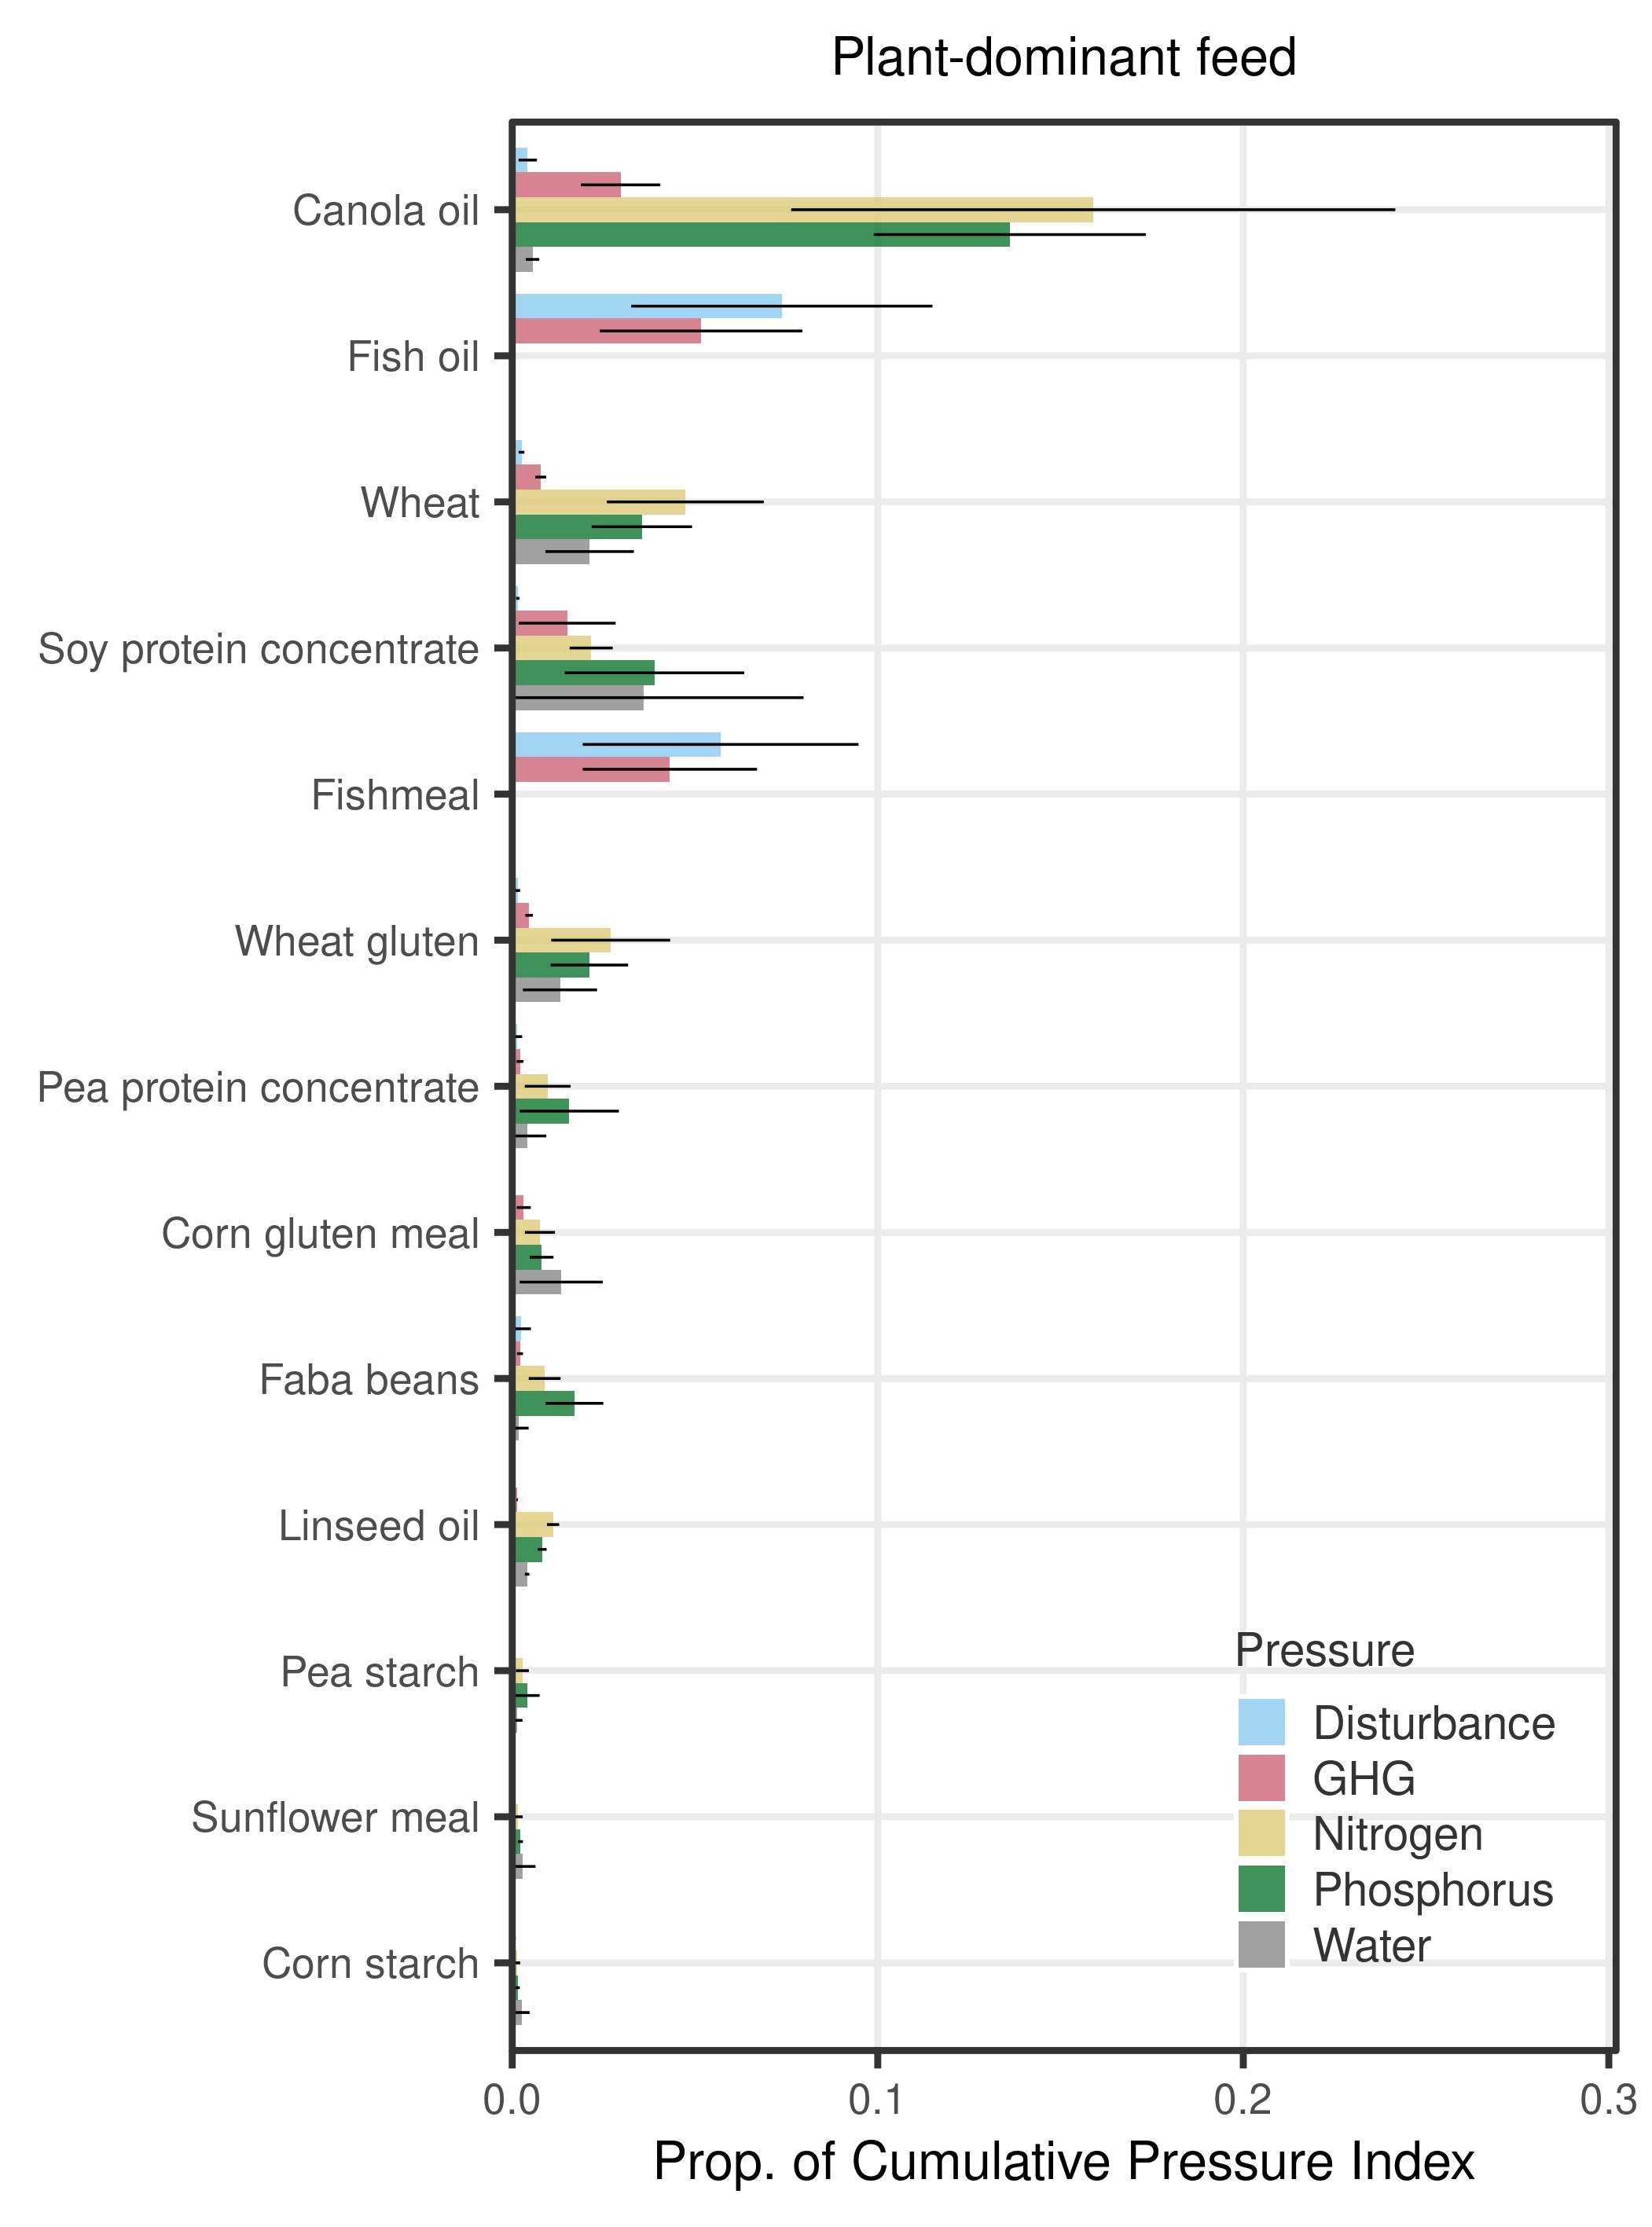 Plant-dominant feed
Canola oil
Fish oil
Wheat
Soy protein concentrate
Fishmeal
Wheat gluten
Pea protein concentrate
Corn gluten meal
Faba beans
Linseed oil
Pea starch
Sunflower meal
Corn starch
Pressure
Disturbance
GHG
Nitrogen
Phosphorus
Water
0.0 0.1 0.2 0.3
Prop. of Cumulative Pressure Index